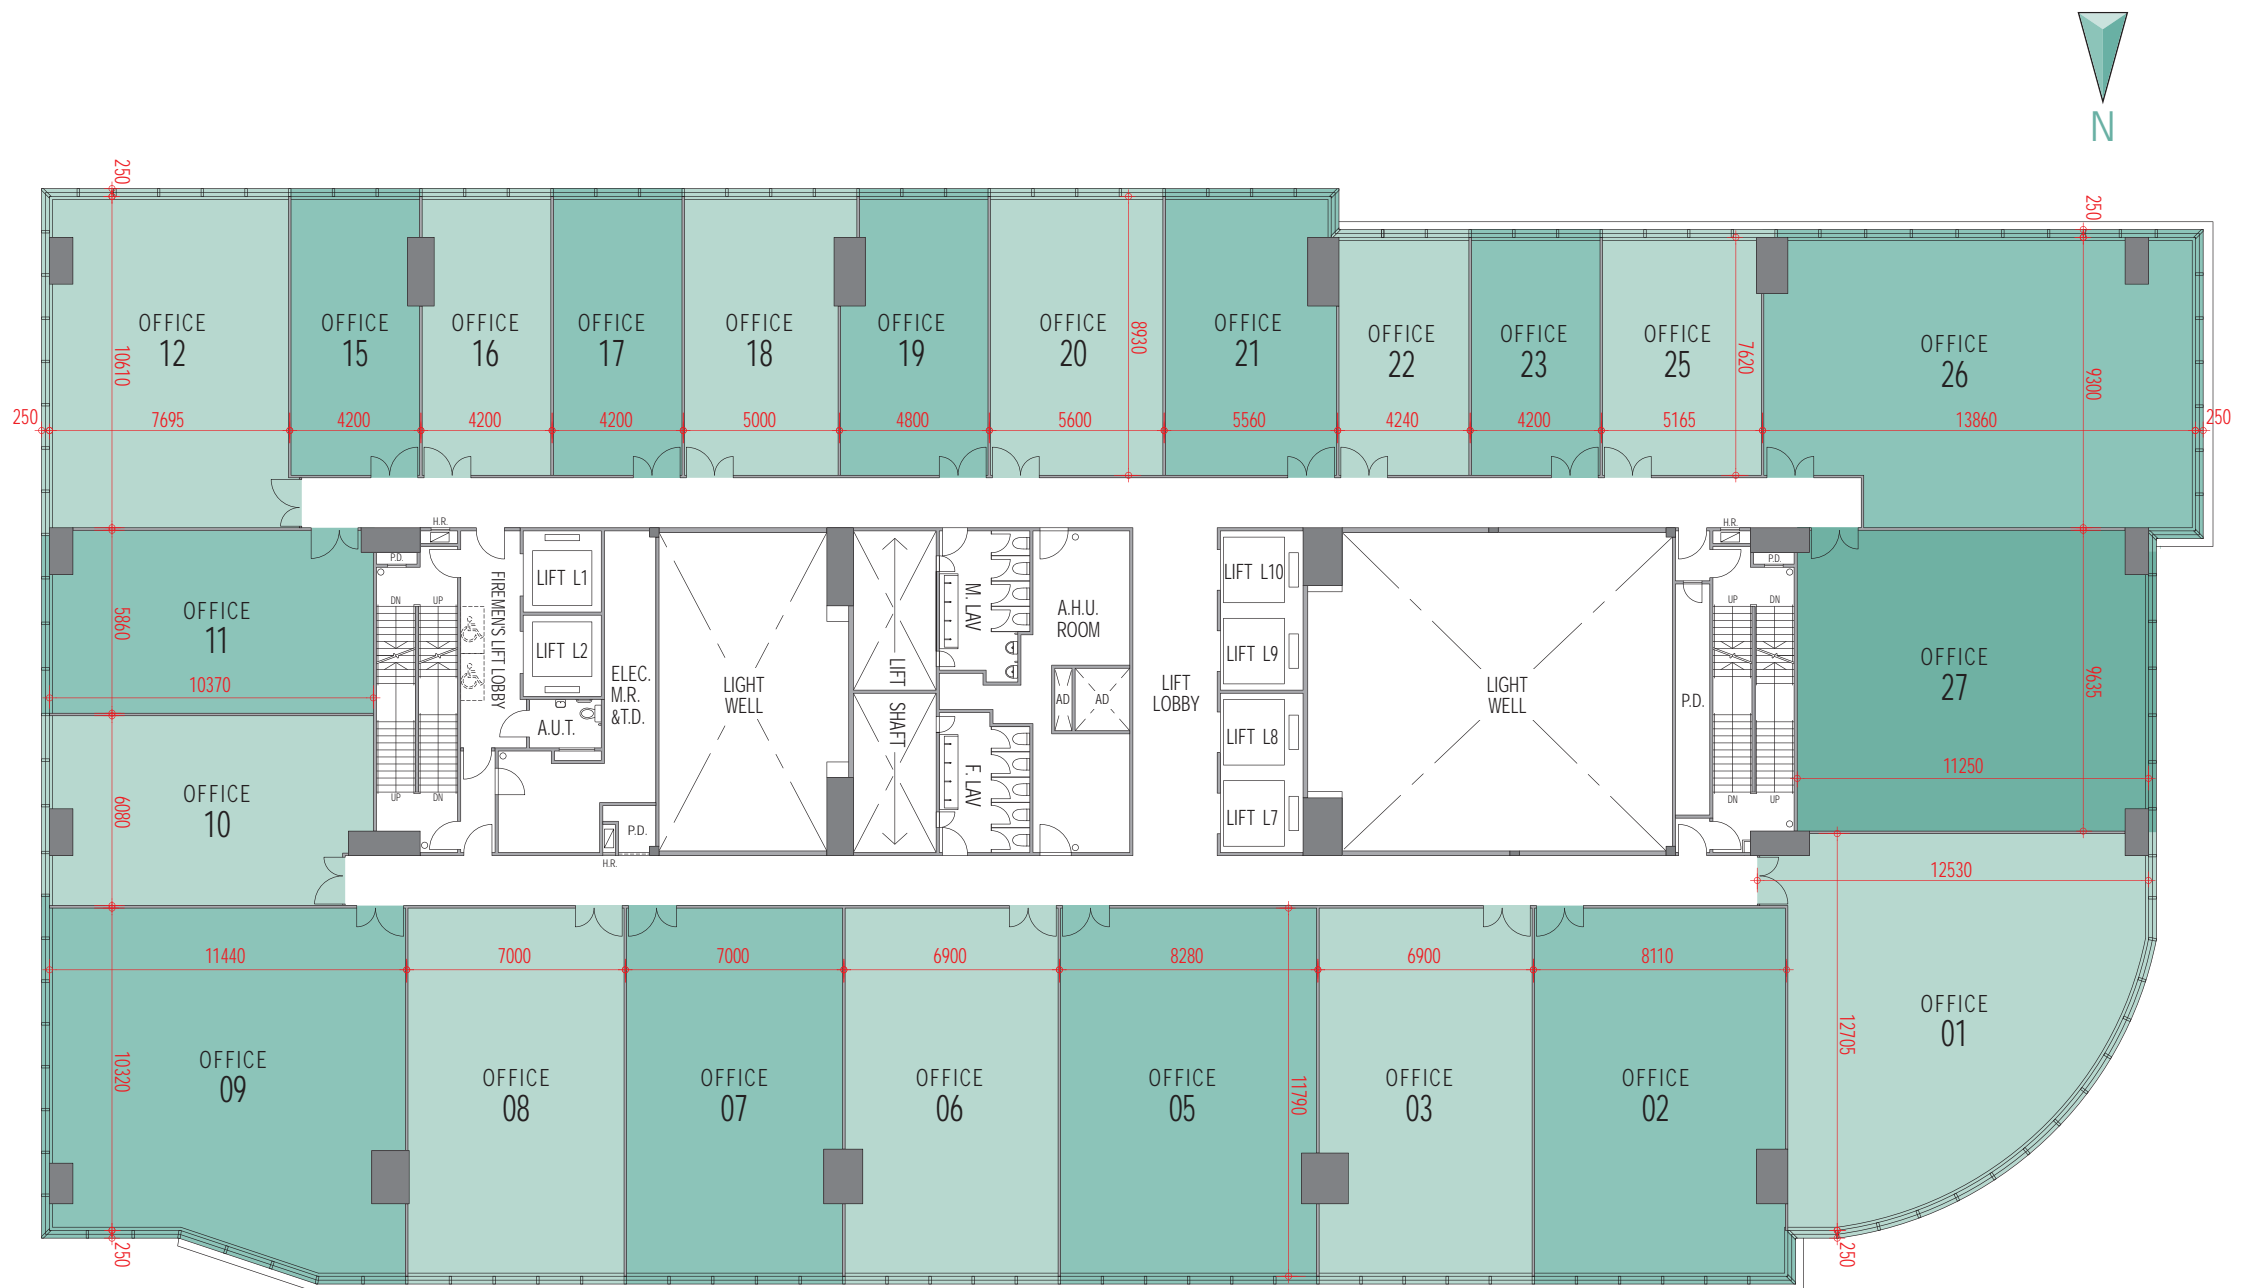 N
250
250
OFFICE
12
OFFICE
15
OFFICE
16
OFFICE
17
OFFICE
18
OFFICE
19
OFFICE
20
OFFICE
21
OFFICE
22
OFFICE
23
OFFICE
25
OFFICE
26
10610
8930
7620
9300
250
7695
4200
4200
4200
5000
4800
5600
5560
4240
4200
5165
13860
250
H.R.
P.D.
DN
UP
UP
DN
FIREMEN'S LIFT LOBBY
LIFT L1
LIFT L2
A.U.T.
ELEC.
M.R.
&T.D.
P.D.
H.R.
LIGHT
WELL
LIFT
SHAFT
M. LAV
F. LAV
A.H.U.
ROOM
AD
AD
LIFT
LOBBY
LIFT L10
LIFT L9
LIFT L8
LIFT L7
LIGHT
WELL
P.D.
H.R.
P.D.
UP
DN
DN
UP
OFFICE
11
5860
10370
OFFICE
10
6080
OFFICE
27
9635
11250
12530
11440
7000
7000
6900
8280
6900
8110
OFFICE
09
10320
OFFICE
08
OFFICE
07
OFFICE
06
OFFICE
05
11790
OFFICE
03
OFFICE
02
OFFICE
01
12705
250
250